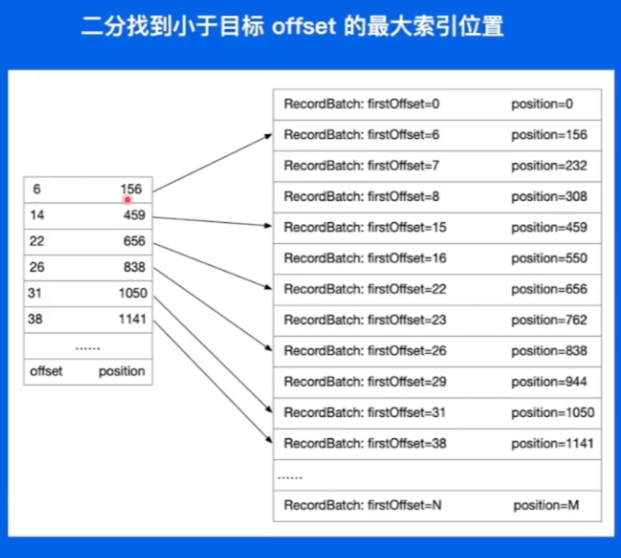 二分找到小于目标 offset 的最大索引位置
6 156
14 459
22 656
26 838
31 1050
38 1141
......
offset position
RecordBatch: firstOffset=0 position=0
RecordBatch: firstOffset=6 position=156
RecordBatch: firstOffset=7 position=232
RecordBatch: firstOffset=8 position=308
RecordBatch: firstOffset=15 position=459
RecordBatch: firstOffset=16 position=550
RecordBatch: firstOffset=22 position=656
RecordBatch: firstOffset=23 position=762
RecordBatch: firstOffset=26 position=838
RecordBatch: firstOffset=29 position=944
RecordBatch: firstOffset=31 position=1050
RecordBatch: firstOffset=38 position=1141
......
RecordBatch: firstOffset=N position=M